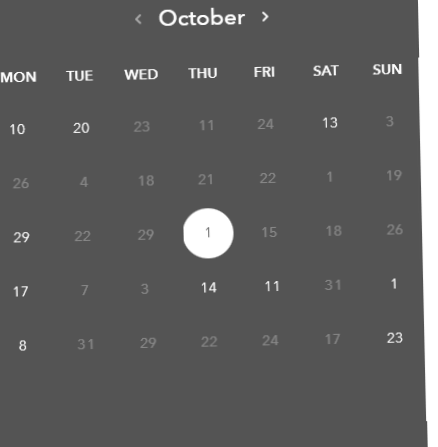 ‹ October ›
MON TUE WED THU FRI SAT SUN
10 20 23 11 24 13 3
26 4 18 21 22 1 19
29 22 29 1 15 18 26
17 7 3 14 11 31 1
8 31 29 22 24 17 23